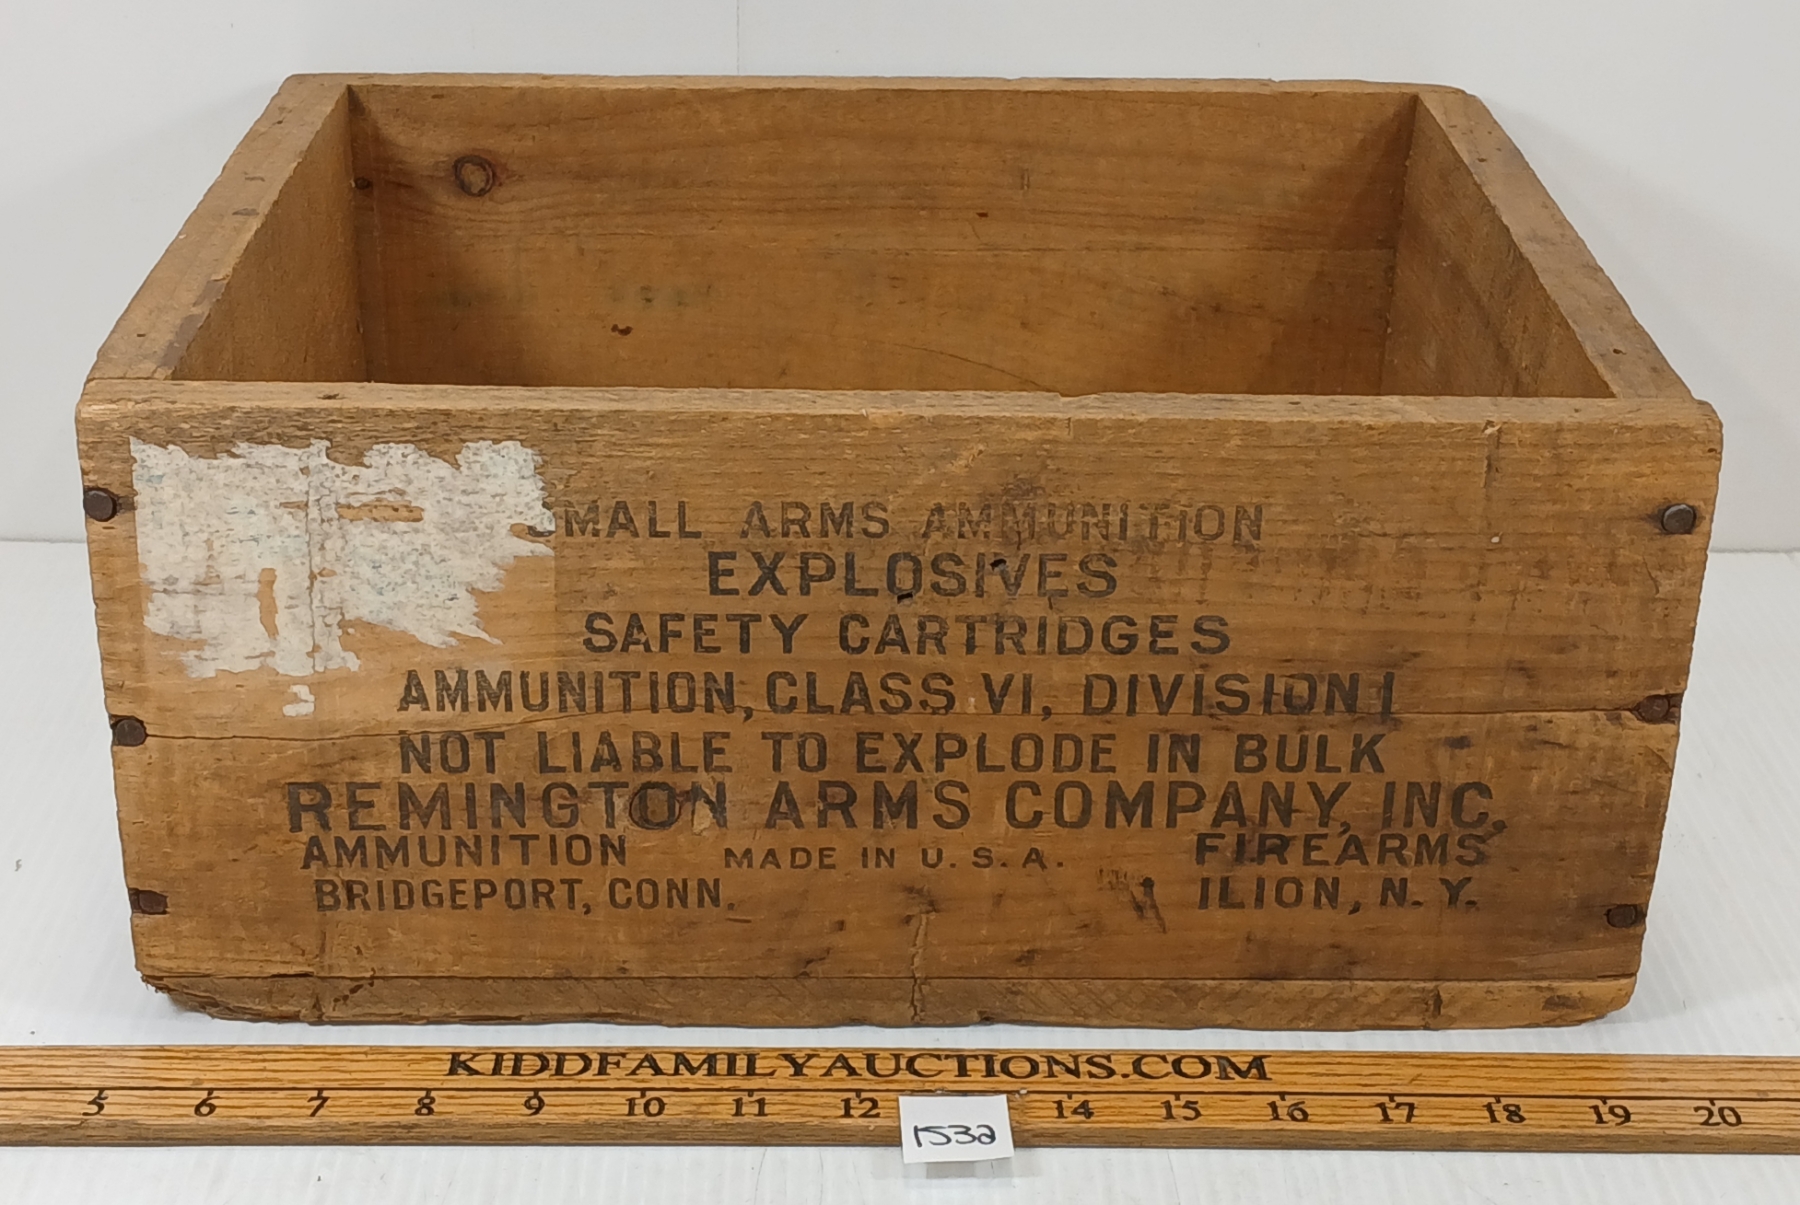 SMALL ARMS AMMUNITION
EXPLOSIVES
SAFETY CARTRIDGES
AMMUNITION, CLASS VI, DIVISION I
NOT LIABLE TO EXPLODE IN BULK
REMINGTON ARMS COMPANY, INC.
AMMUNITION MADE IN U.S.A. FIREARMS
BRIDGEPORT, CONN. ILION, N.Y.
KIDDFAMILYAUCTIONS.COM
5 6 7 8 9 10 11 12 14 15 16 17 18 19 20
1532